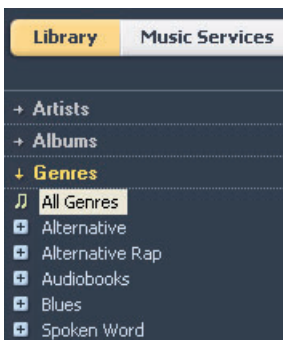 Library Music Services
Artists
Albums
Genres
All Genres
Alternative
Alternative Rap
Audiobooks
Blues
Spoken Word